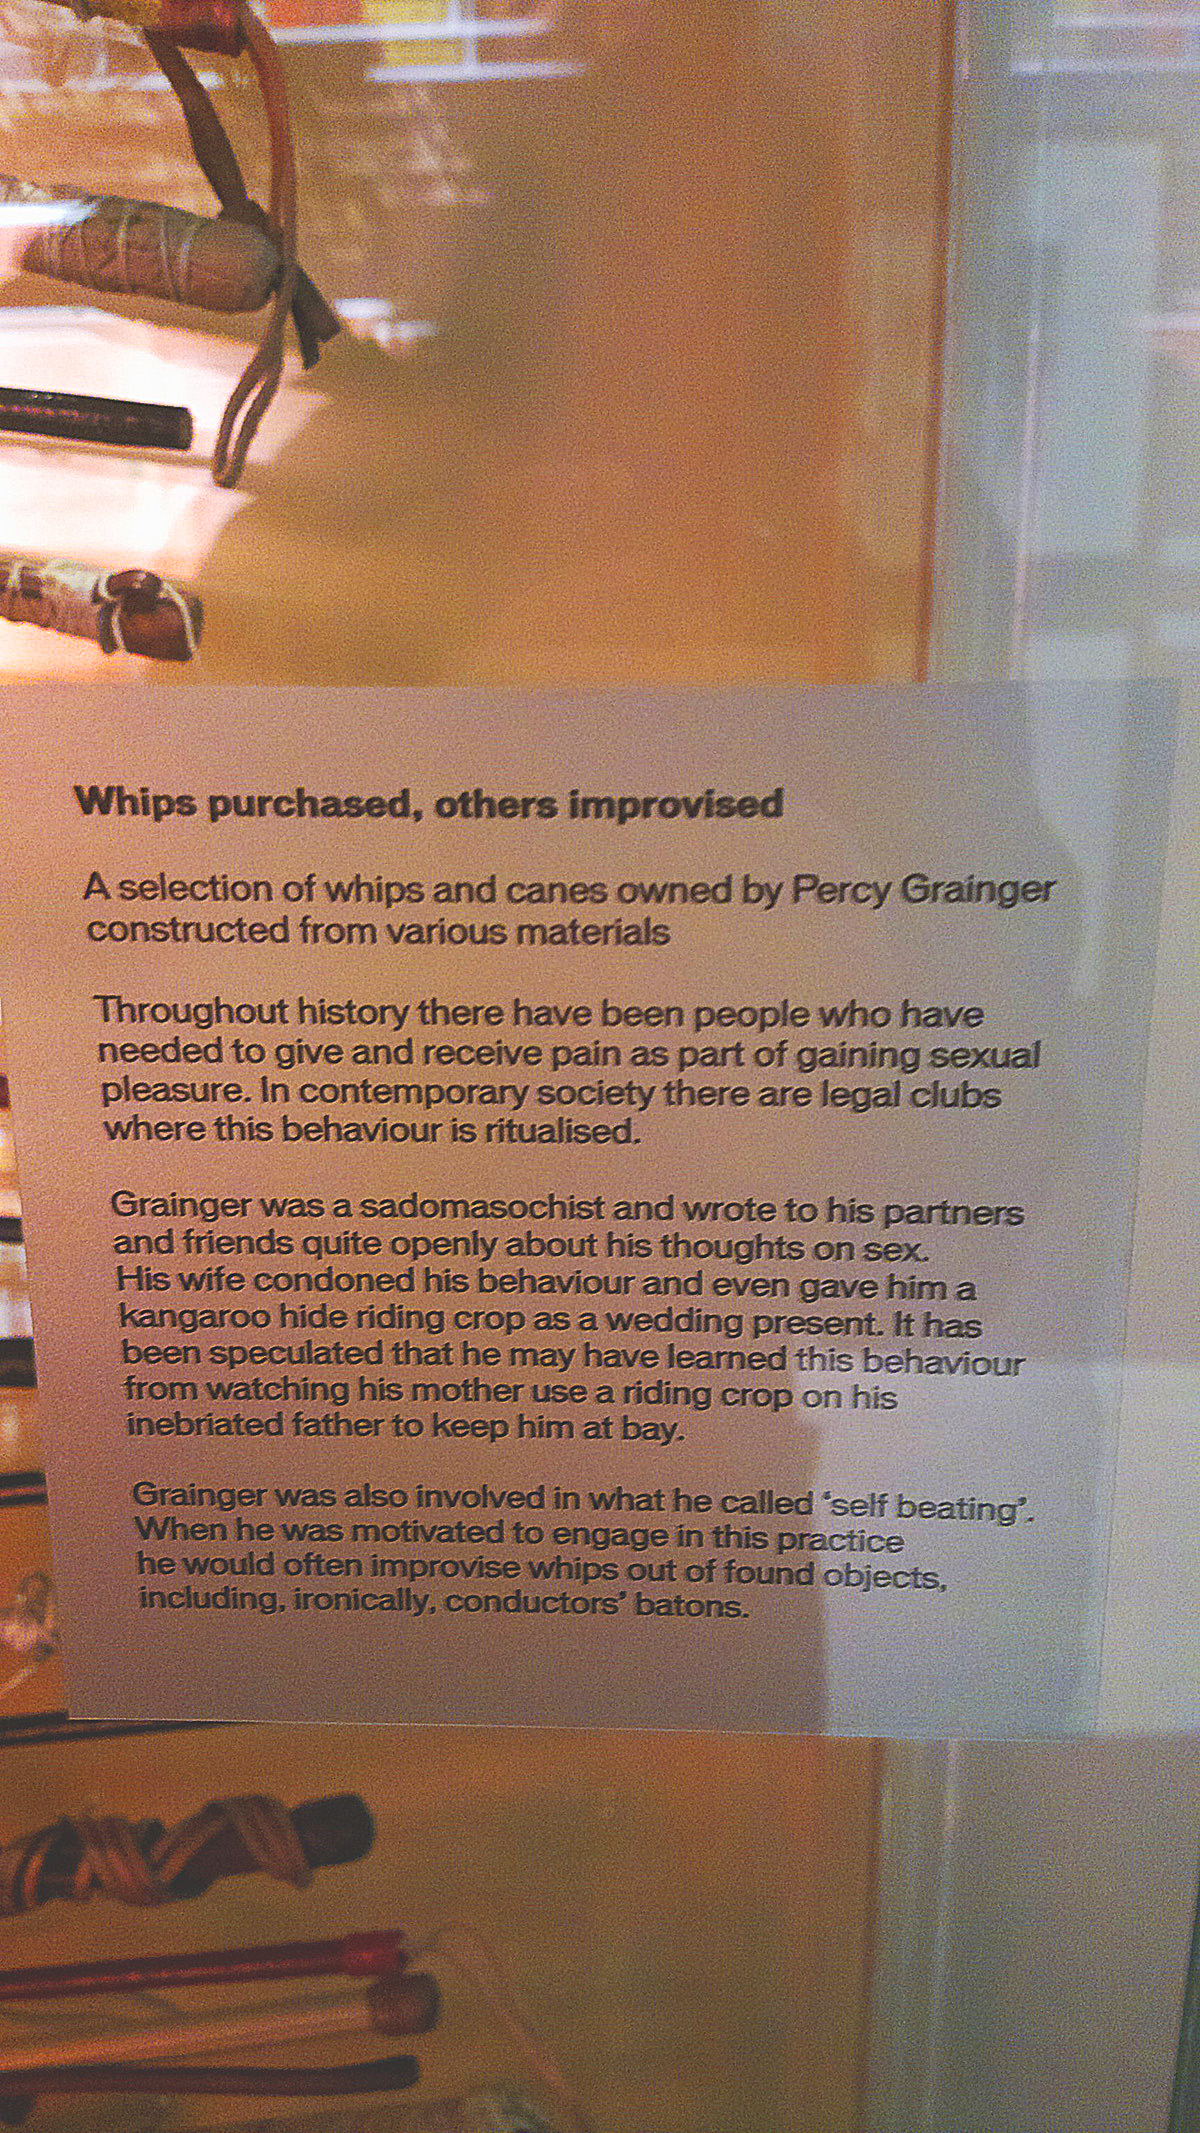 Whips purchased, others improvised
A selection of whips and canes owned by Percy Grainger
constructed from various materials
Throughout history there have been people who have
needed to give and receive pain as part of gaining sexual
pleasure. In contemporary society there are legal clubs
where this behaviour is ritualised.
Grainger was a sadomasochist and wrote to his partners
and friends quite openly about his thoughts on sex.
His wife condoned his behaviour and even gave him a
kangaroo hide riding crop as a wedding present. It has
been speculated that he may have learned this behaviour
from watching his mother use a riding crop on his
inebriated father to keep him at bay.
Grainger was also involved in what he called ‘self beating’.
When he was motivated to engage in this practice
he would often improvise whips out of found objects,
including, ironically, conductors’ batons.